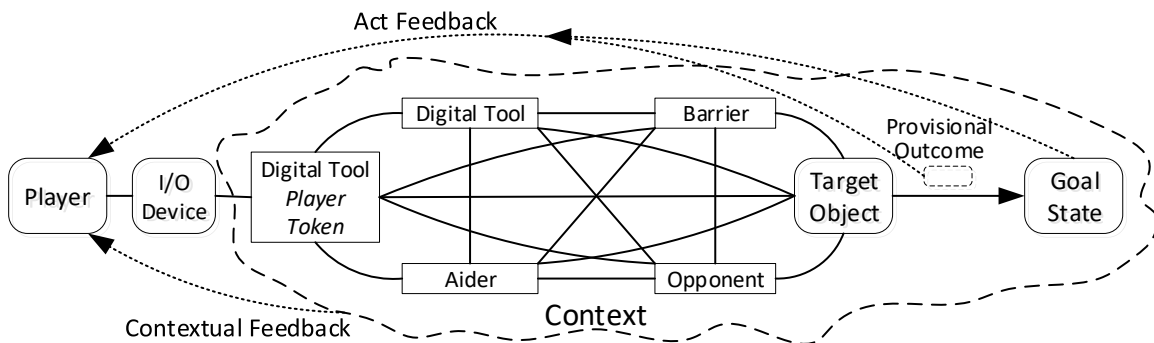 Act Feedback
Digital Tool
Barrier
Provisional
Outcome
Player
I/O
Device
Digital Tool
Player
Token
Target
Object
Goal
State
Aider
Opponent
Context
Contextual Feedback